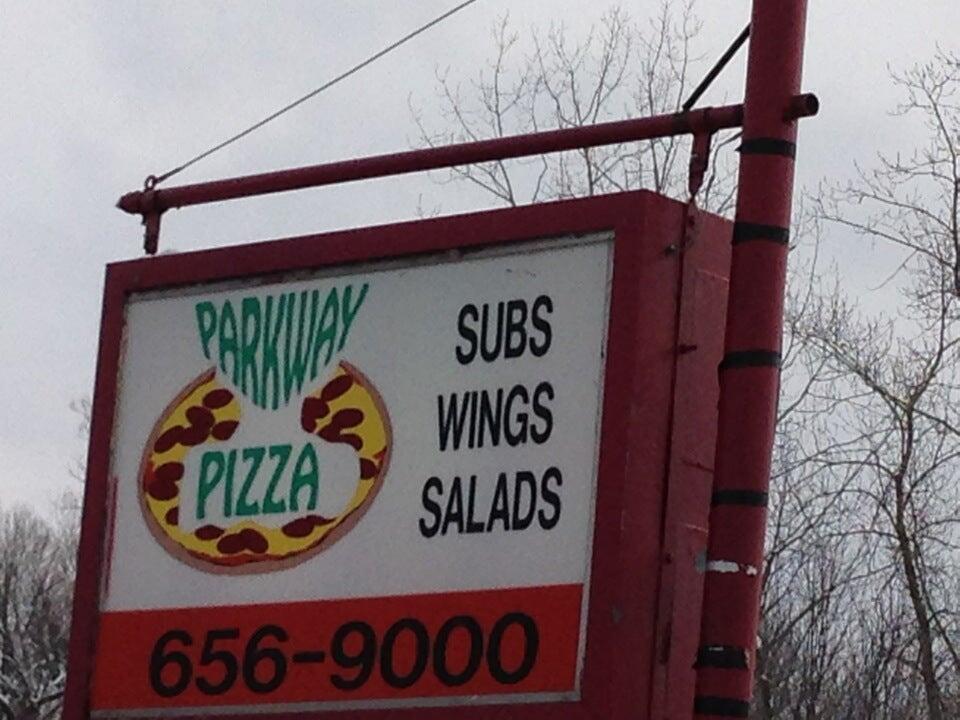 PARKWAY
PIZZA
SUBS
WINGS
SALADS
656-9000